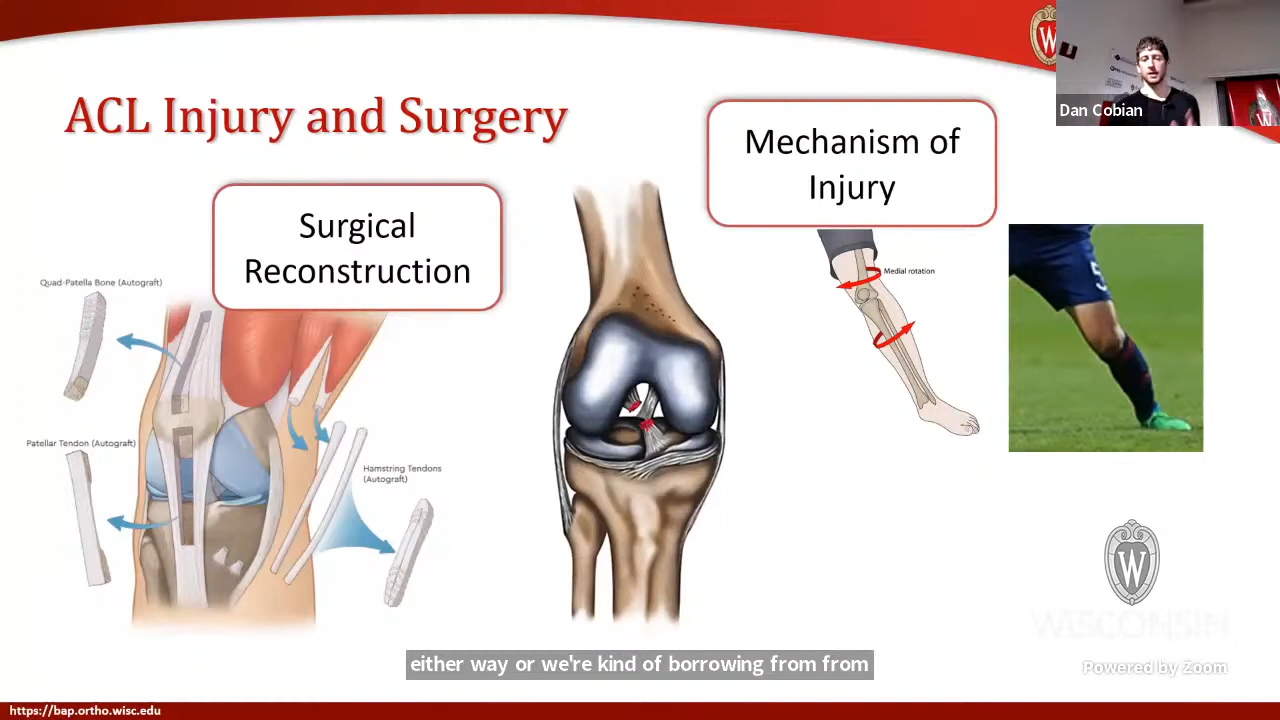 ACL Injury and Surgery
W
Dan Cobian
W
Mechanism of
Injury
Surgical
Reconstruction
Medial rotation
5
Quad-Patella Bone (Autograft)
Patellar Tendon (Autograft)
Hamstring Tendons
(Autograft)
W
WISCONSIN
either way or we're kind of borrowing from from
Powered by Zoom
https://bap.ortho.wisc.edu